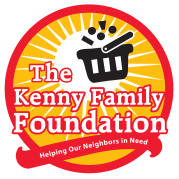 The
Kenny Family
Foundation
Helping Our Neighbors in Need